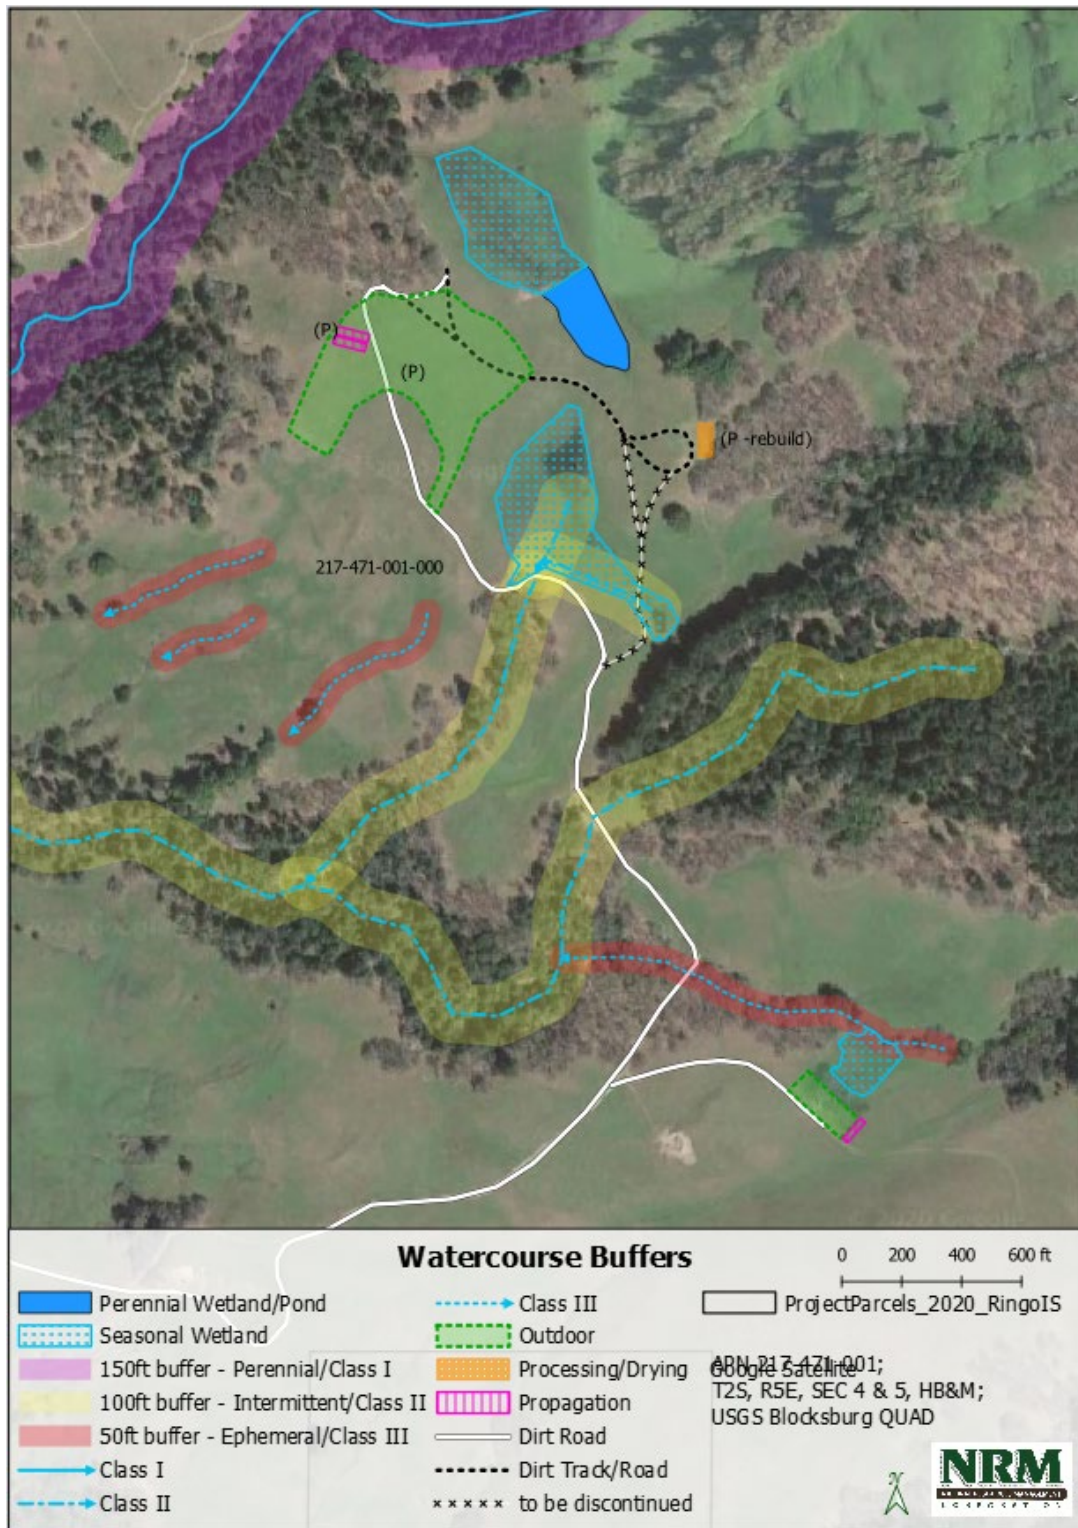 (P)
(P)
(P -rebuild)
217-471-001-000
Watercourse Buffers
0 200 400 600 ft
Perennial Wetland/Pond
Seasonal Wetland
150ft buffer - Perennial/Class I
100ft buffer - Intermittent/Class II
50ft buffer - Ephemeral/Class III
Class I
Class II
Class III
Outdoor
Processing/Drying
Propagation
Dirt Road
Dirt Track/Road
to be discontinued
ProjectParcels_2020_RingoIS
Google Satellite
APN 217-471-001;
T2S, R5E, SEC 4 & 5, HB&M;
USGS Blocksburg QUAD
N
NRM